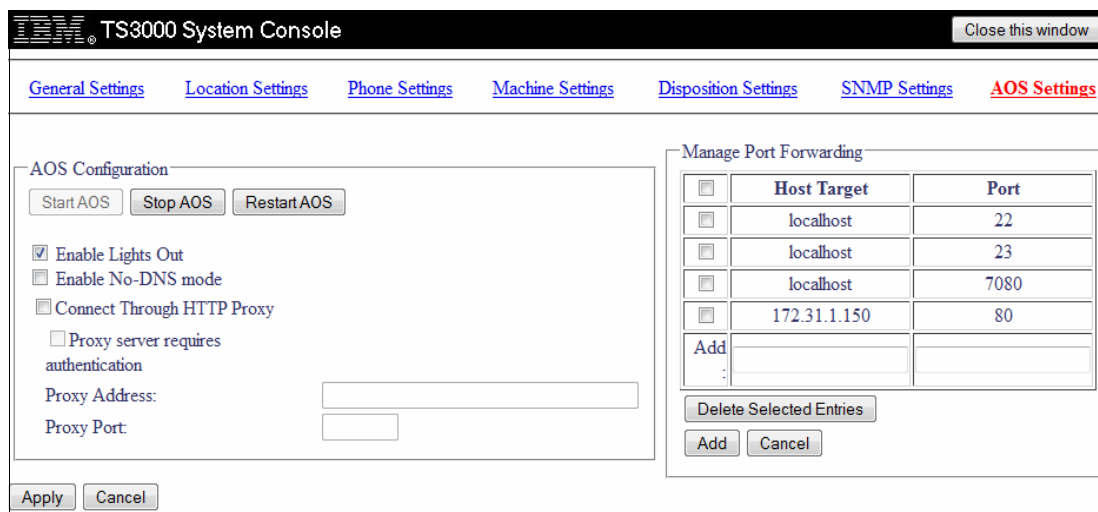 IBM® TS3000 System Console
Close this window
General Settings Location Settings Phone Settings Machine Settings Disposition Settings SNMP Settings AOS Settings
AOS Configuration
Start AOS Stop AOS Restart AOS
Enable Lights Out
Enable No-DNS mode
Connect Through HTTP Proxy
Proxy server requires
authentication
Proxy Address:
Proxy Port:
Manage Port Forwarding
Host Target Port
localhost 22
localhost 23
localhost 7080
172.31.1.150 80
Add
:
Delete Selected Entries
Add Cancel
Apply Cancel